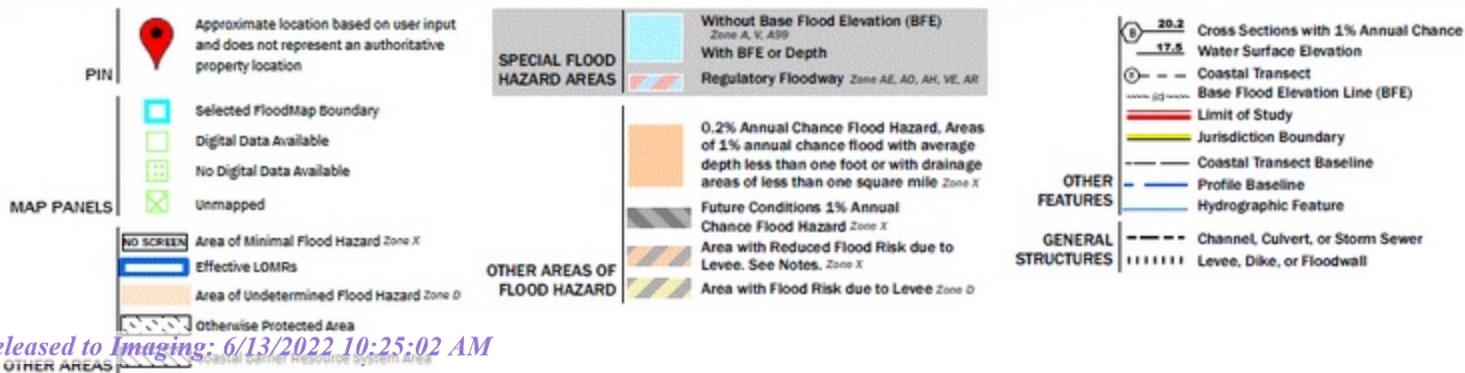 PIN
Approximate location based on user input
and does not represent an authoritative
property location
MAP PANELS
Selected FloodMap Boundary
Digital Data Available
No Digital Data Available
Unmapped
OTHER AREAS
NO SCREEN Area of Minimal Flood Hazard Zone X
Effective LOMRs
Area of Undetermined Flood Hazard Zone D
Otherwise Protected Area
Coastal Barrier Resource System Area
SPECIAL FLOOD
HAZARD AREAS
Without Base Flood Elevation (BFE)
Zone A, V, A99
With BFE or Depth
Regulatory Floodway Zone AE, AO, AH, VE, AR
OTHER AREAS OF
FLOOD HAZARD
0.2% Annual Chance Flood Hazard, Areas
of 1% annual chance flood with average
depth less than one foot or with drainage
areas of less than one square mile Zone X
Future Conditions 1% Annual
Chance Flood Hazard Zone X
Area with Reduced Flood Risk due to
Levee. See Notes. Zone X
Area with Flood Risk due to Levee Zone D
OTHER
FEATURES
B 20.2 Cross Sections with 1% Annual Chance
17.5 Water Surface Elevation
Coastal Transect
Base Flood Elevation Line (BFE)
Limit of Study
Jurisdiction Boundary
Coastal Transect Baseline
Profile Baseline
Hydrographic Feature
GENERAL
STRUCTURES
Channel, Culvert, or Storm Sewer
Levee, Dike, or Floodwall
eleased to Imaging: 6/13/2022 10:25:02 AM